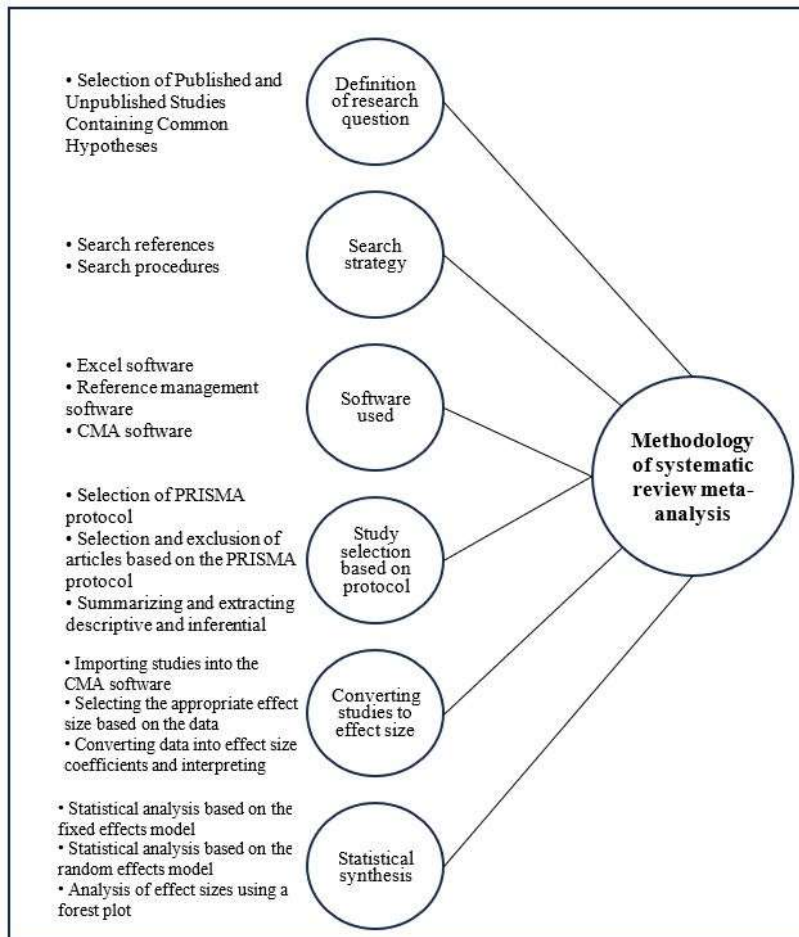 • Selection of Published and
Unpublished Studies
Containing Common
Hypotheses
Definition
of research
question
• Search references
• Search procedures
Search
strategy
• Excel software
• Reference management
software
• CMA software
Software
used
Methodology
of systematic
review meta-
analysis
• Selection of PRISMA
protocol
• Selection and exclusion of
articles based on the PRISMA
protocol
• Summarizing and extracting
descriptive and inferential
Study
selection
based on
protocol
• Importing studies into the
CMA software
• Selecting the appropriate effect
size based on the data
• Converting data into effect size
coefficients and interpreting
Converting
studies to
effect size
• Statistical analysis based on the
fixed effects model
• Statistical analysis based on the
random effects model
• Analysis of effect sizes using a
forest plot
Statistical
synthesis